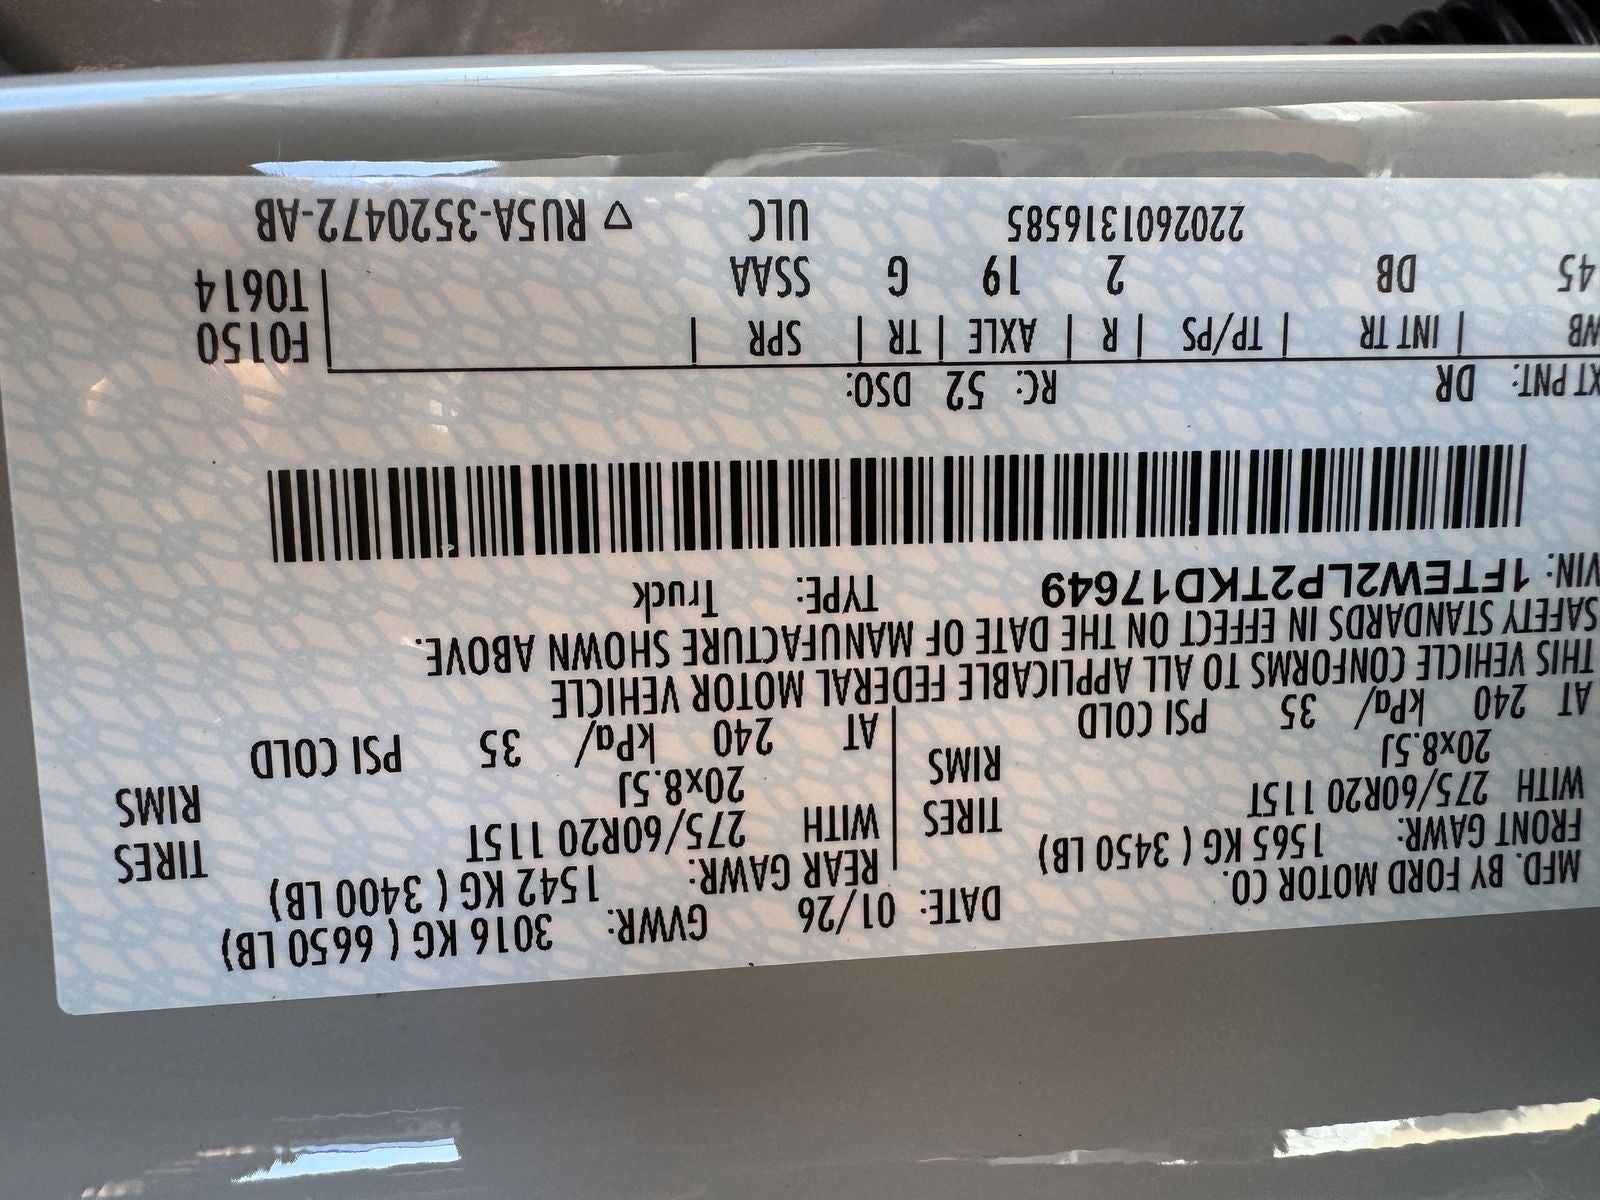 MFD. BY FORD MOTOR CO.
DATE: 01/26 GVWR: 3016 KG ( 6650 LB)
FRONT GAWR: 1565 KG ( 3450 LB) REAR GAWR: 1542 KG ( 3400 LB)
WITH 275/60R20 115T TIRES WITH 275/60R20 115T TIRES
20x8.5J RIMS 20x8.5J RIMS
AT 240 kPa/ 35 PSI COLD AT 240 kPa/ 35 PSI COLD
THIS VEHICLE CONFORMS TO ALL APPLICABLE FEDERAL MOTOR VEHICLE
SAFETY STANDARDS IN EFFECT ON THE DATE OF MANUFACTURE SHOWN ABOVE.
VIN: 1FTEW2LP2TKD17649 TYPE: Truck
XT PNT: DR RC: 52 DSO:
WB | INT TR | TP/PS | R | AXLE | TR | SPR | F0150
45 DB 2 19 G SSAA T0614
2202601316585 ULC △ RU5A-3520472-AB